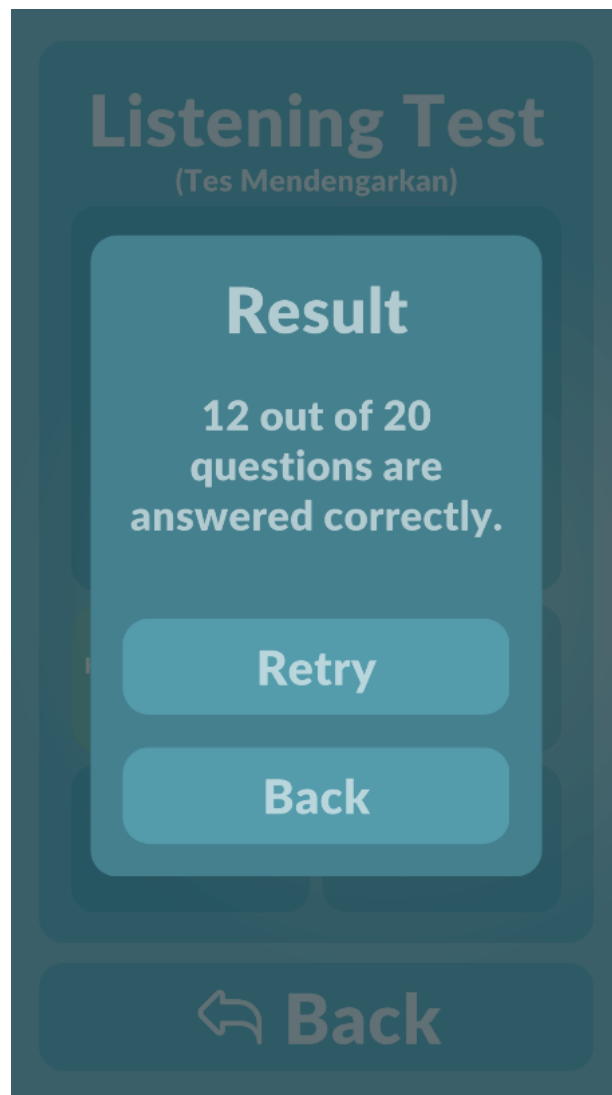 Listening Test
(Tes Mendengarkan)
Result
12 out of 20
questions are
answered correctly.
Retry
Back
Back